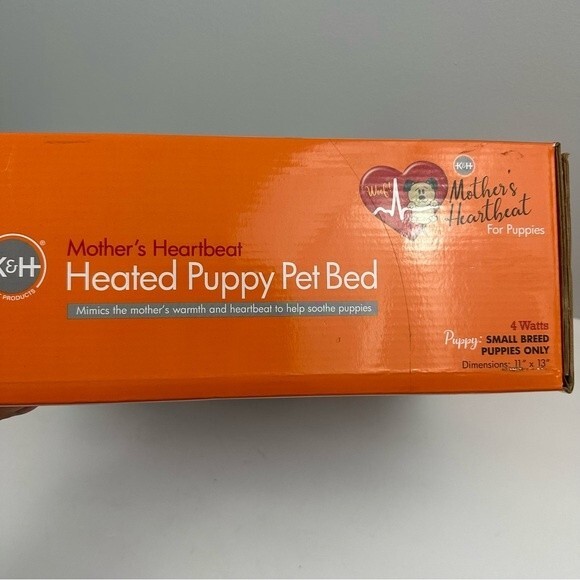 K&H
PRODUCTS
Mother's Heartbeat
Heated Puppy Pet Bed
Mimics the mother's warmth and heartbeat to help soothe puppies
Woof!
K&H
Mother's
Heartbeat
For Puppies
4 Watts
Puppy: SMALL BREED
PUPPIES ONLY
Dimensions: 11" x 13"